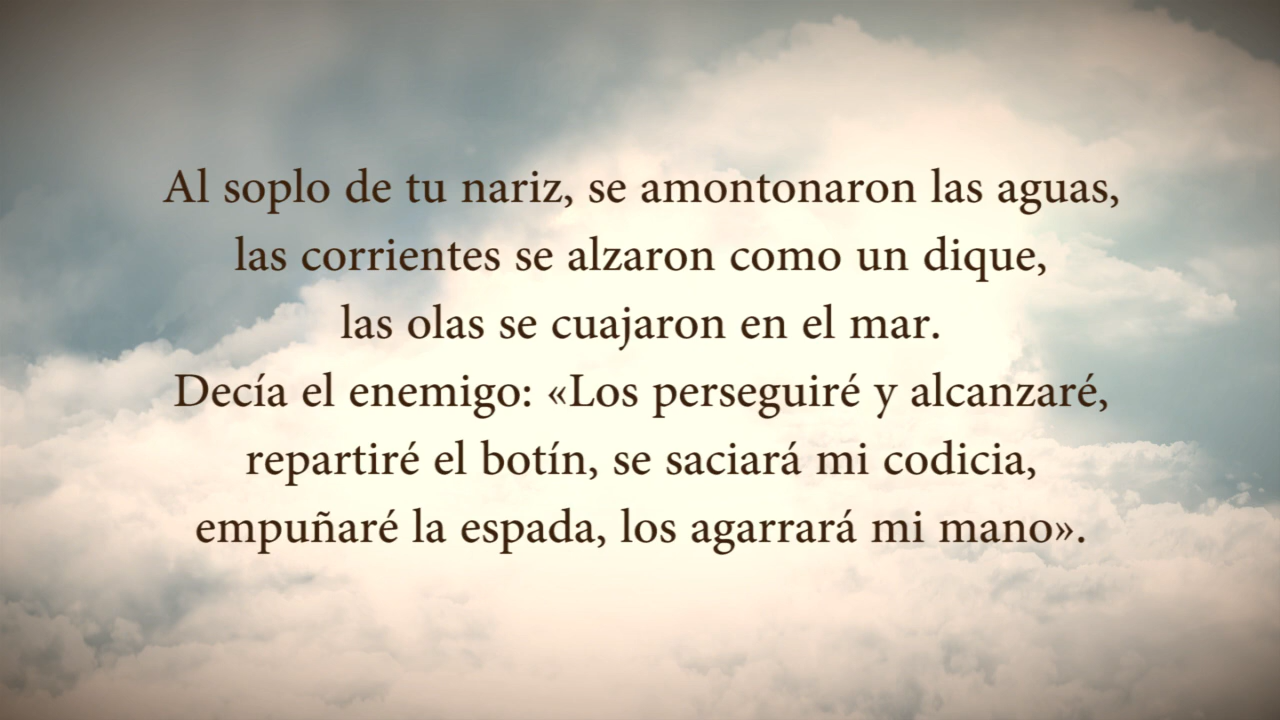 Al soplo de tu nariz, se amontonaron las aguas,
las corrientes se alzaron como un dique,
las olas se cuajaron en el mar.
Decía el enemigo: «Los perseguiré y alcanzaré,
repartiré el botín, se saciará mi codicia,
empuñaré la espada, los agarrará mi mano».